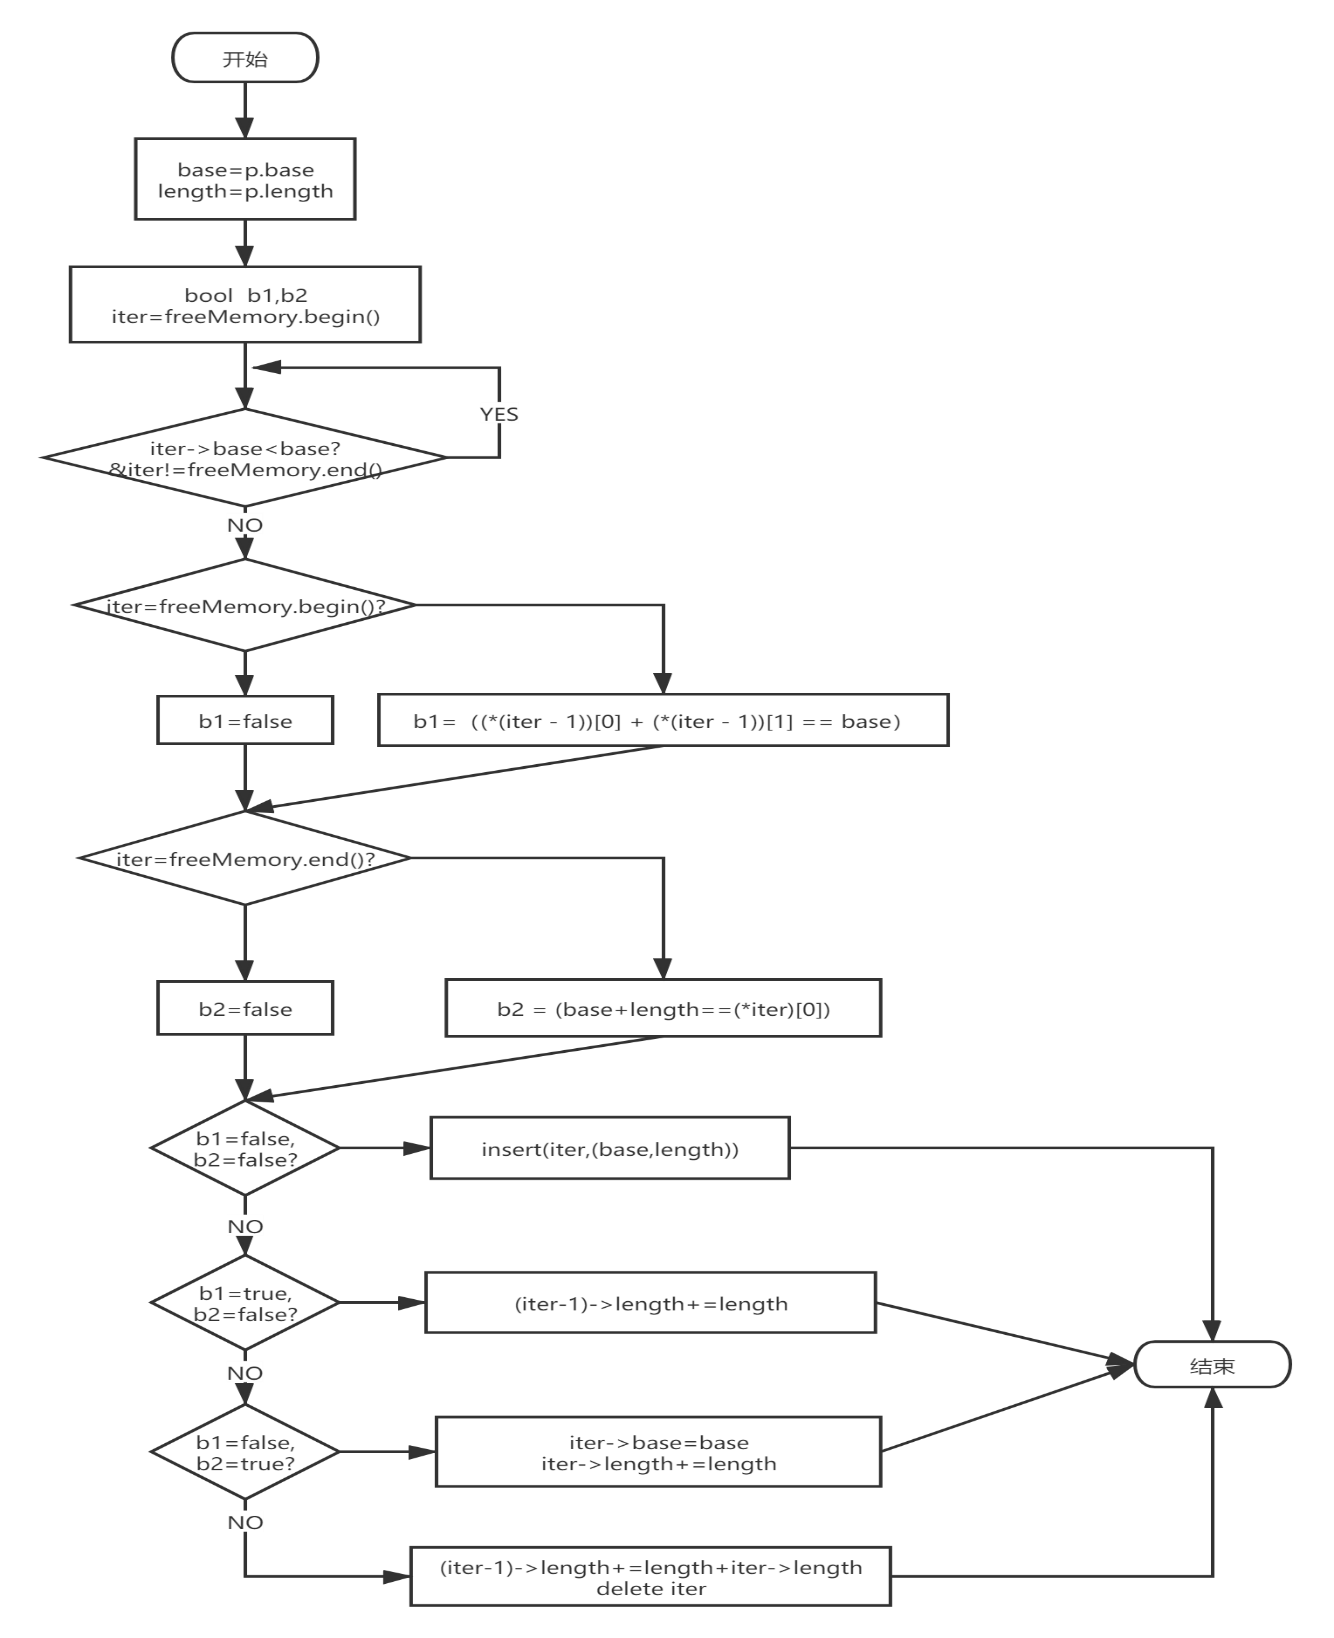 开始
base=p.base
length=p.length
bool  b1,b2
iter=freeMemory.begin()
YES
iter->base<base?
&iter!=freeMemory.end()
NO
iter=freeMemory.begin()?
b1=false
b1=  ((*(iter - 1))[0] + (*(iter - 1))[1] == base)
iter=freeMemory.end()?
b2=false
b2 = (base+length==(*iter)[0])
b1=false,
b2=false?
insert(iter,(base,length))
NO
b1=true,
b2=false?
(iter-1)->length+=length
结束
NO
b1=false,
b2=true?
iter->base=base
iter->length+=length
NO
(iter-1)->length+=length+iter->length
delete iter